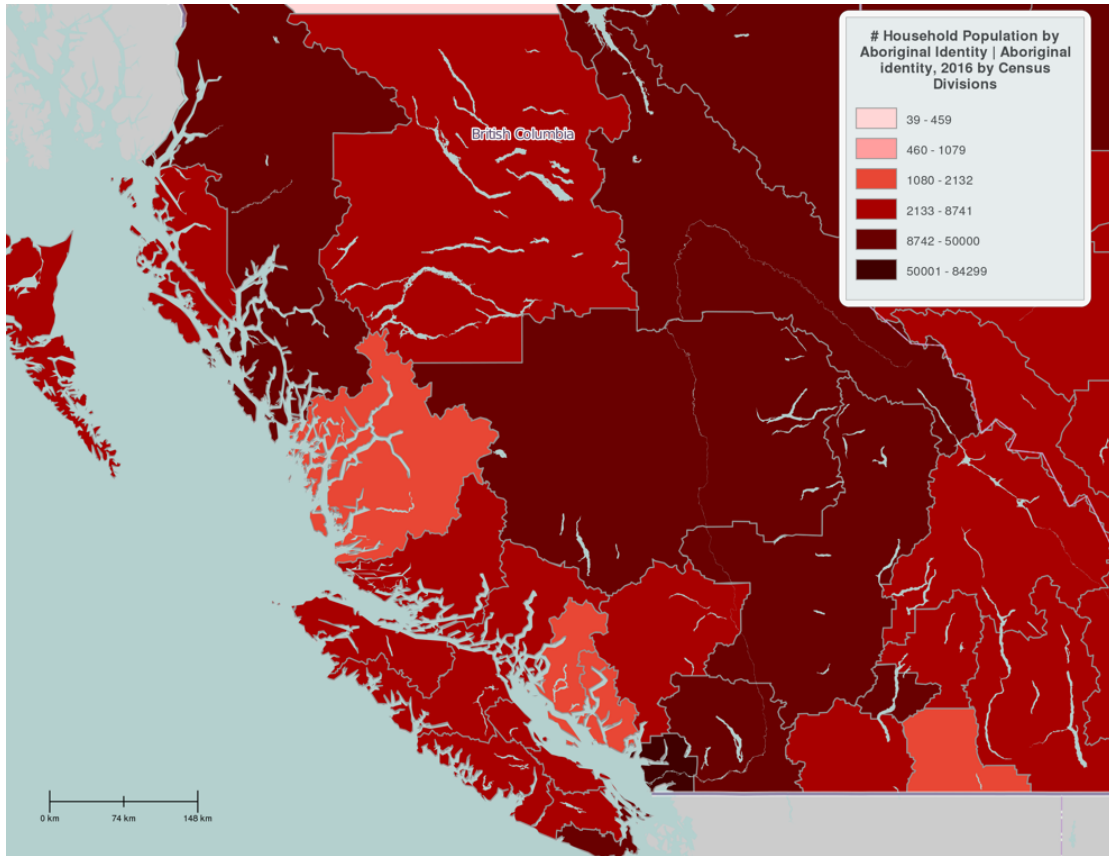 # Household Population by
Aboriginal Identity | Aboriginal
identity, 2016 by Census
Divisions
39 - 459
460 - 1079
1080 - 2132
2133 - 8741
8742 - 50000
50001 - 84299
British Columbia
0 km
74 km
148 km